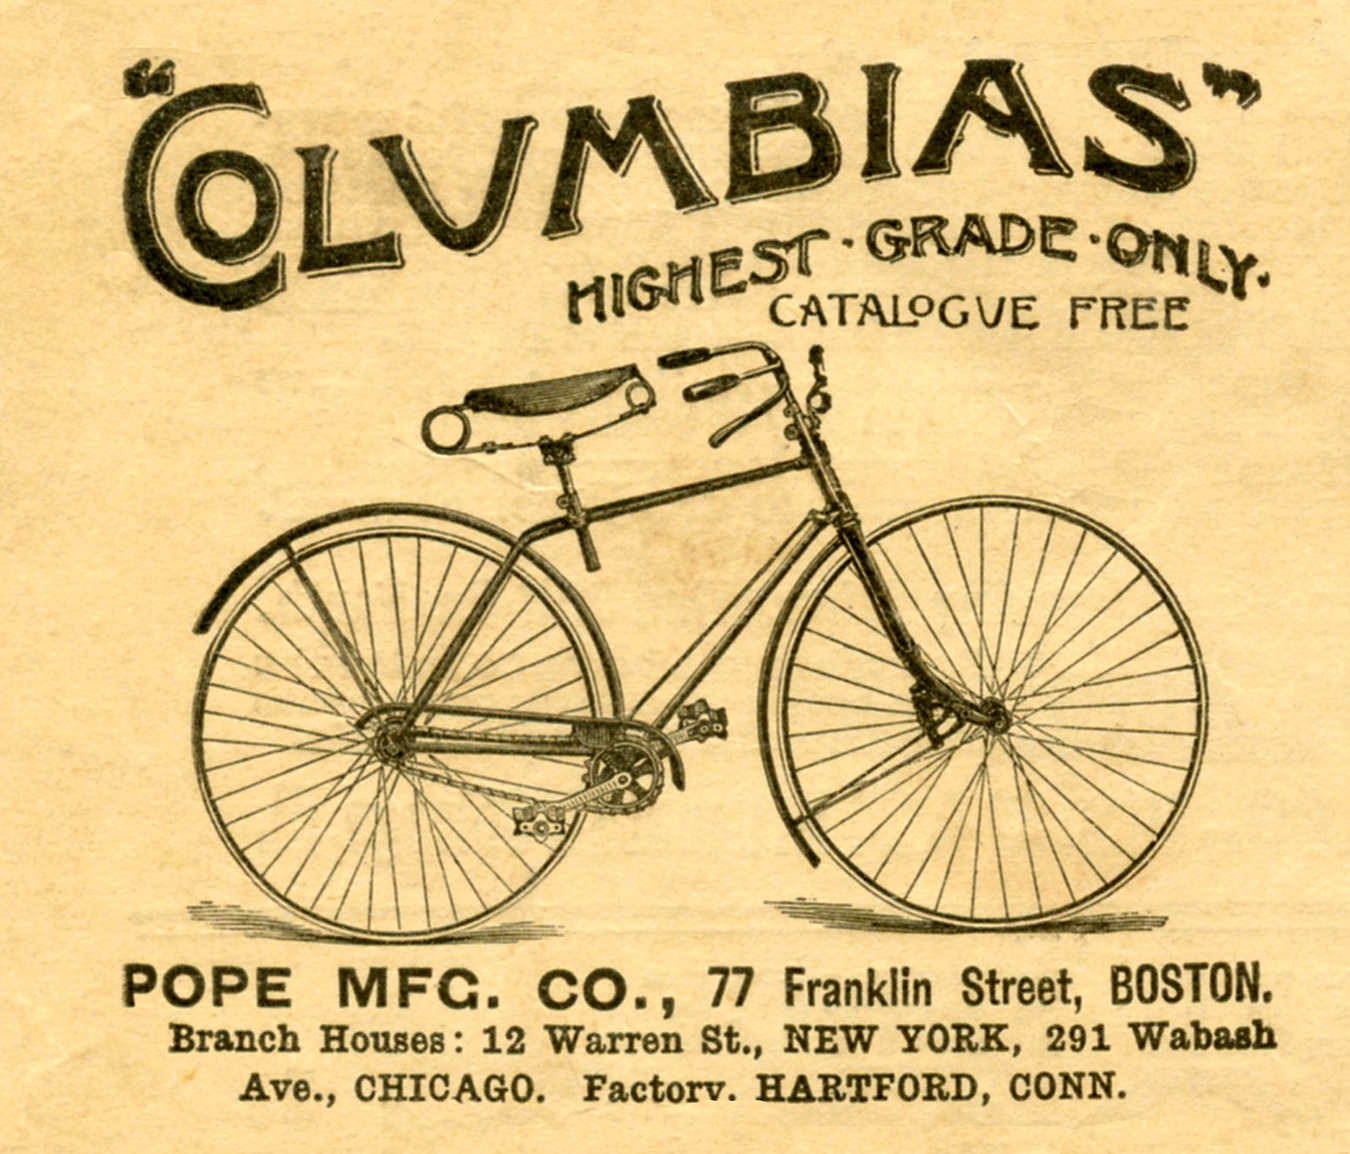 "COLUMBIAS"
HIGHEST · GRADE · ONLY.
CATALOGUE FREE
POPE MFG. CO., 77 Franklin Street, BOSTON.
Branch Houses: 12 Warren St., NEW YORK, 291 Wabash
Ave., CHICAGO. Factory. HARTFORD, CONN.